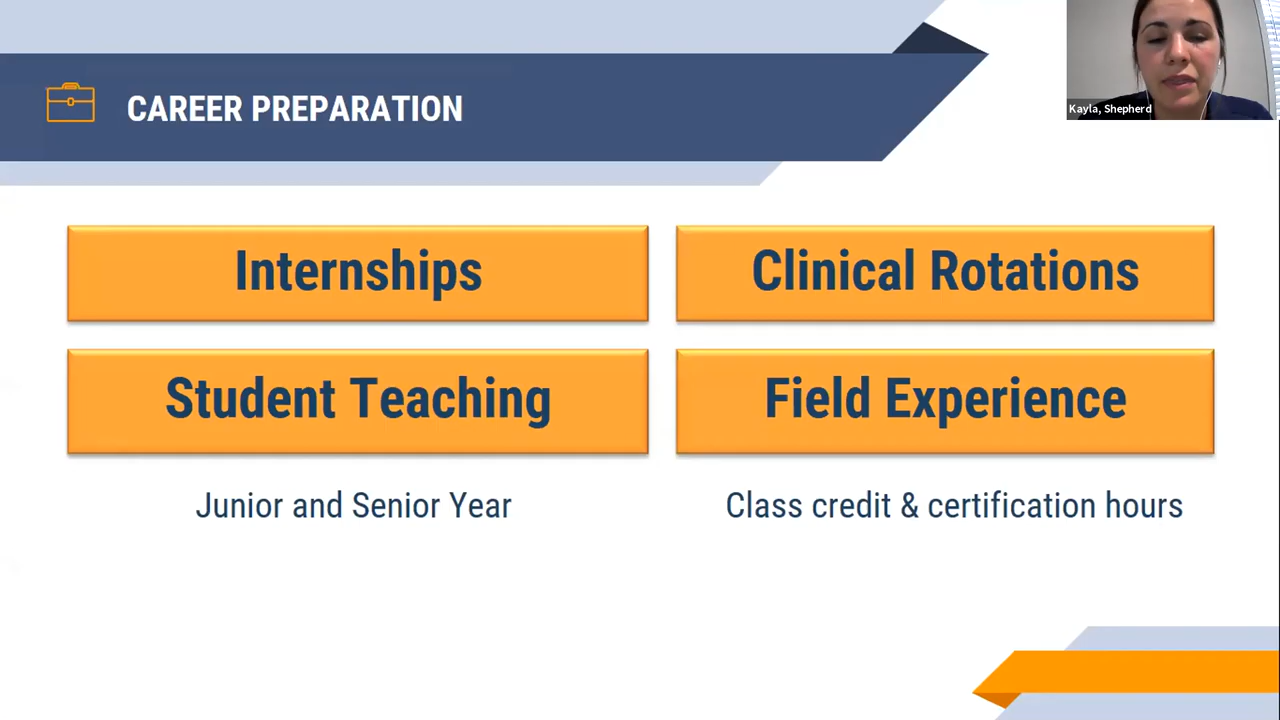 CAREER PREPARATION
Kayla, Shepherd
Internships
Clinical Rotations
Student Teaching
Field Experience
Junior and Senior Year
Class credit & certification hours